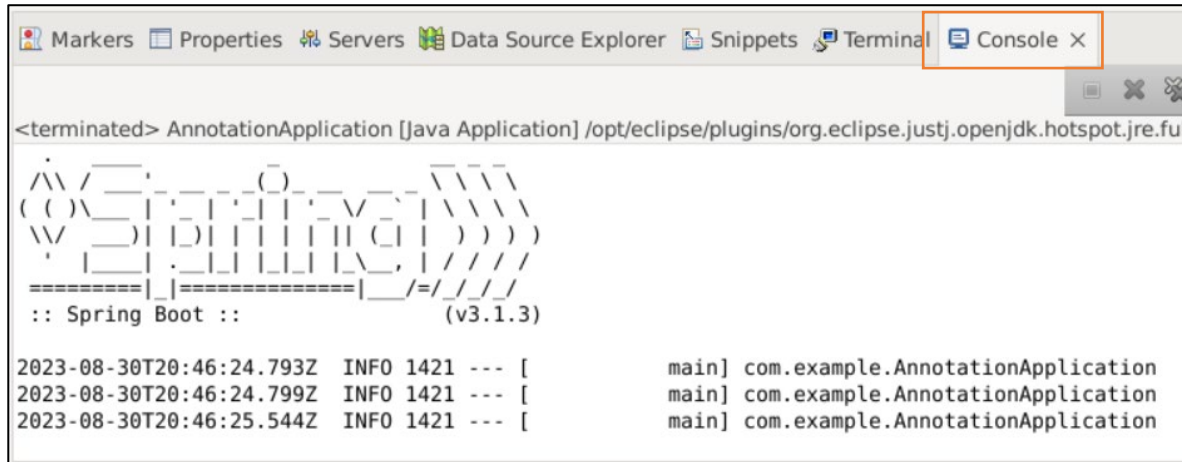 Markers Properties Servers Data Source Explorer Snippets Terminal Console
<terminated> AnnotationApplication [Java Application] /opt/eclipse/plugins/org.eclipse.justj.openjdk.hotspot.jre.fu
Spring
:: Spring Boot :: (v3.1.3)
2023-08-30T20:46:24.793Z INFO 1421 --- [ main] com.example.AnnotationApplication
2023-08-30T20:46:24.799Z INFO 1421 --- [ main] com.example.AnnotationApplication
2023-08-30T20:46:25.544Z INFO 1421 --- [ main] com.example.AnnotationApplication